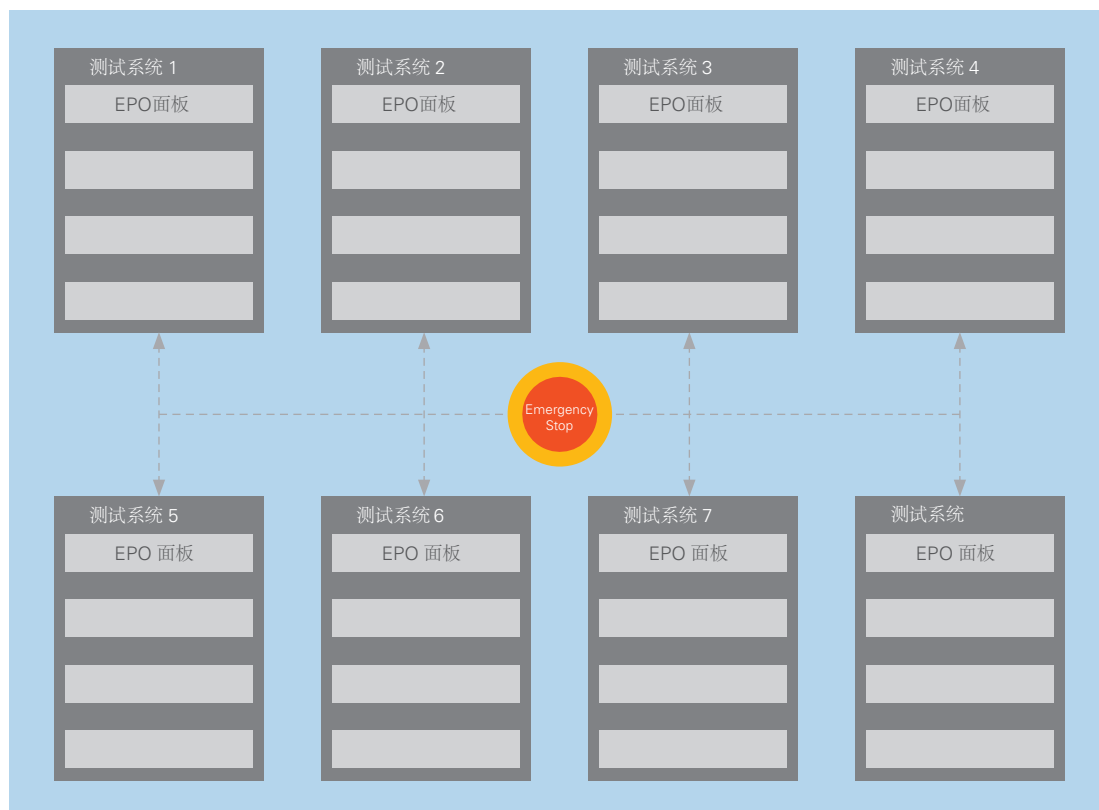 测试系统 1
测试系统 2
测试系统 3
测试系统 4
EPO面板
EPO面板
EPO面板
EPO面板
Emergency
Stop
测试系统 5
测试系统 6
测试系统 7
测试系统
EPO 面板
EPO 面板
EPO 面板
EPO 面板